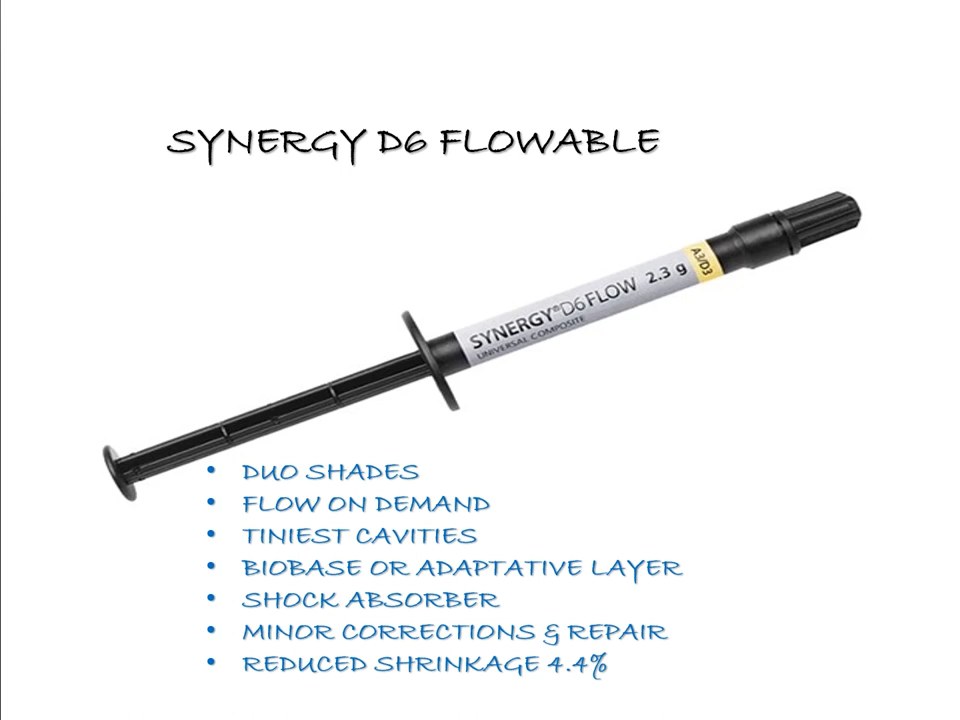 SYNERGY D6 FLOWABLE
A3/D3
SYNERGY® D6 FLOW 2.3 g
UNIVERSAL COMPOSITE
• DUO SHADES
• FLOW ON DEMAND
• TINIEST CAVITIES
• BIOBASE OR ADAPTATIVE LAYER
• SHOCK ABSORBER
• MINOR CORRECTIONS & REPAIR
• REDUCED SHRINKAGE 4.4%